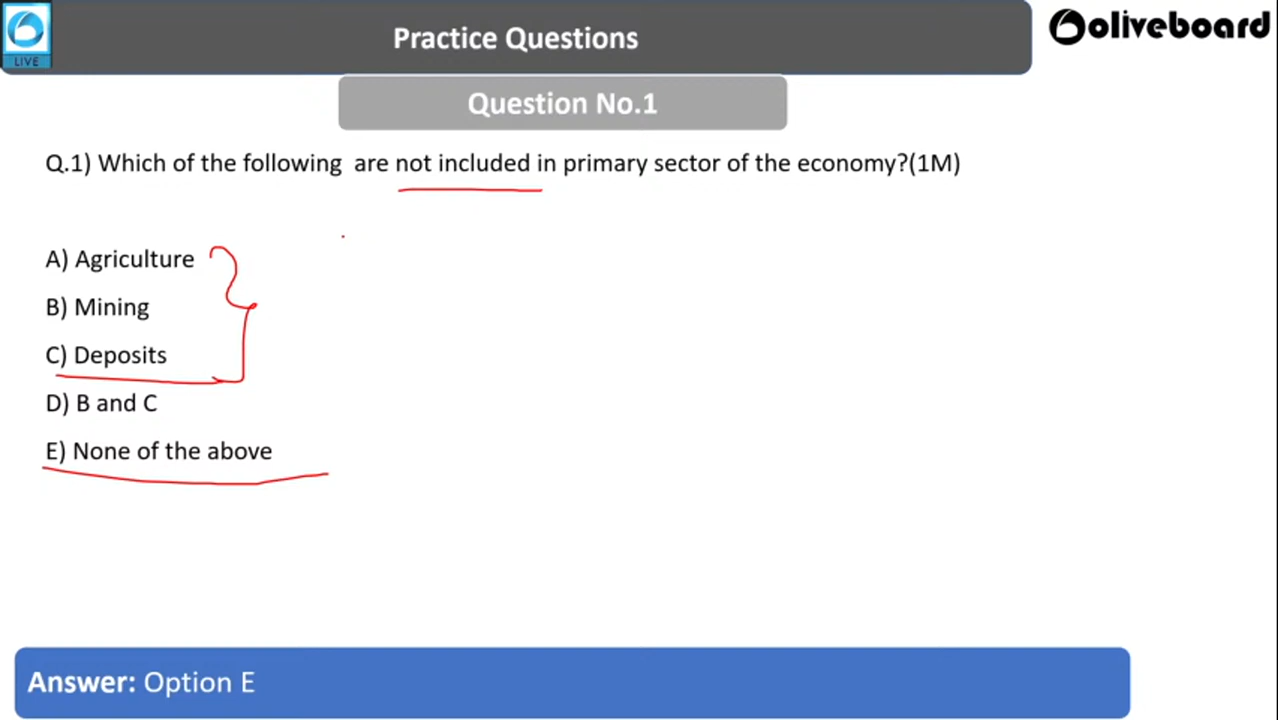 LIVE
Practice Questions
oliveboard
Question No.1
Q.1) Which of the following are not included in primary sector of the economy?(1M)
A) Agriculture
B) Mining
C) Deposits
D) B and C
E) None of the above
Answer: Option E